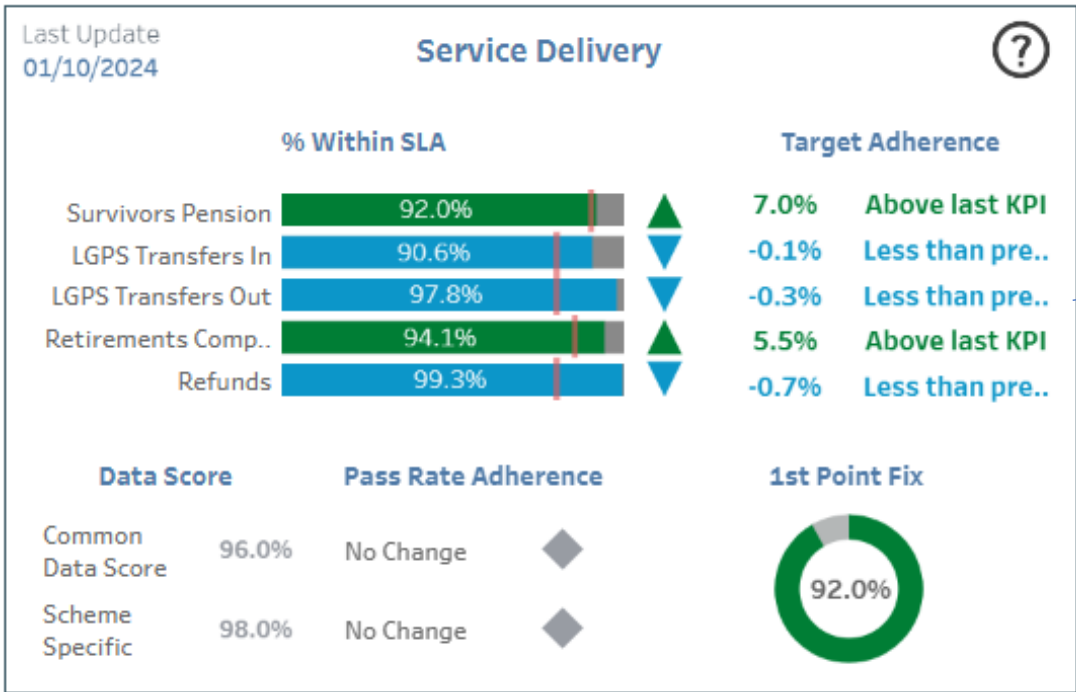 Last Update
01/10/2024
Service Delivery
?
% Within SLA
Target Adherence
Survivors Pension 92.0% 7.0% Above last KPI
LGPS Transfers In 90.6% -0.1% Less than pre..
LGPS Transfers Out 97.8% -0.3% Less than pre..
Retirements Comp.. 94.1% 5.5% Above last KPI
Refunds 99.3% -0.7% Less than pre..
Data Score
Pass Rate Adherence
1st Point Fix
Common
Data Score
96.0%
No Change
Scheme
Specific
98.0%
No Change
92.0%